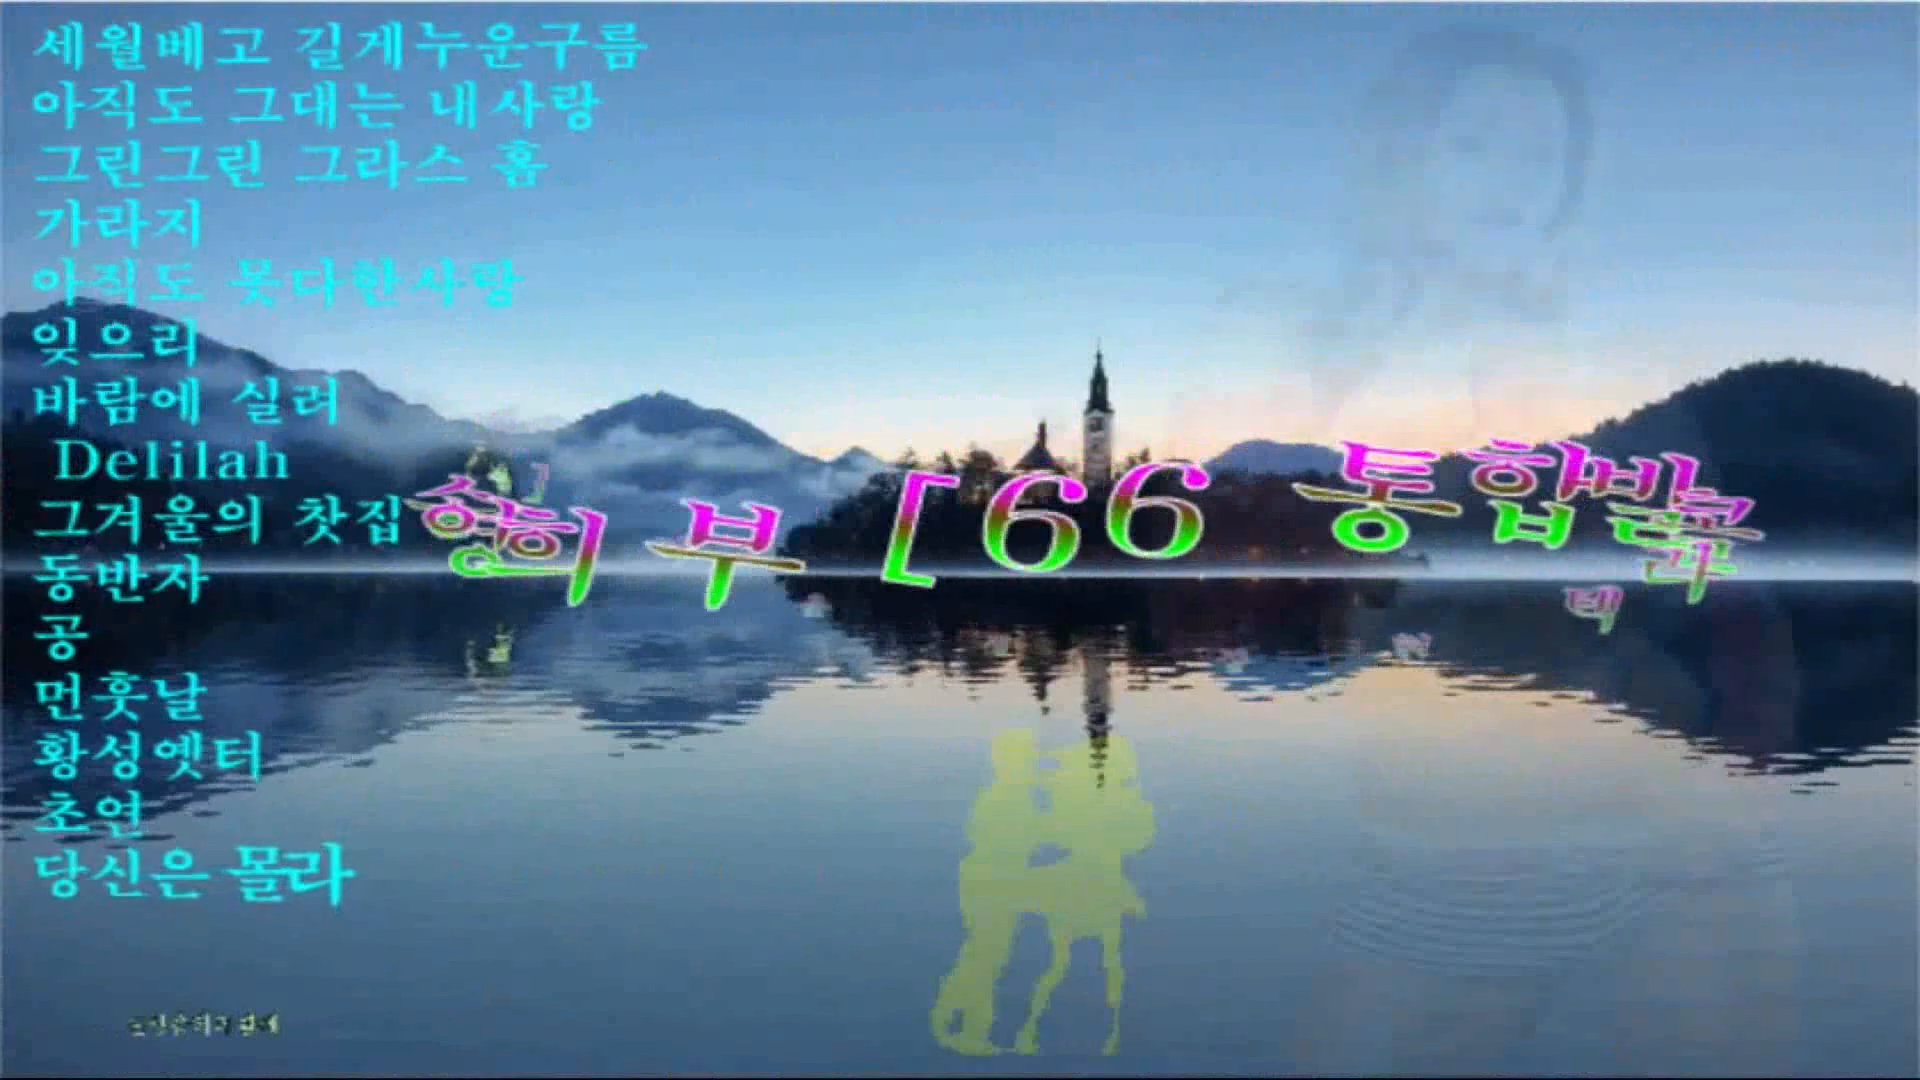 세월베고 길게누운구름
아직도 그대는 내사랑
그린그린 그라스 홈
가라지
아직도 못다한사랑
잊으리
바람에 실려
Delilah
그겨울의 찻집
동반자
공
먼훗날
황성옛터
초연
당신은 몰라
부 [66 통합